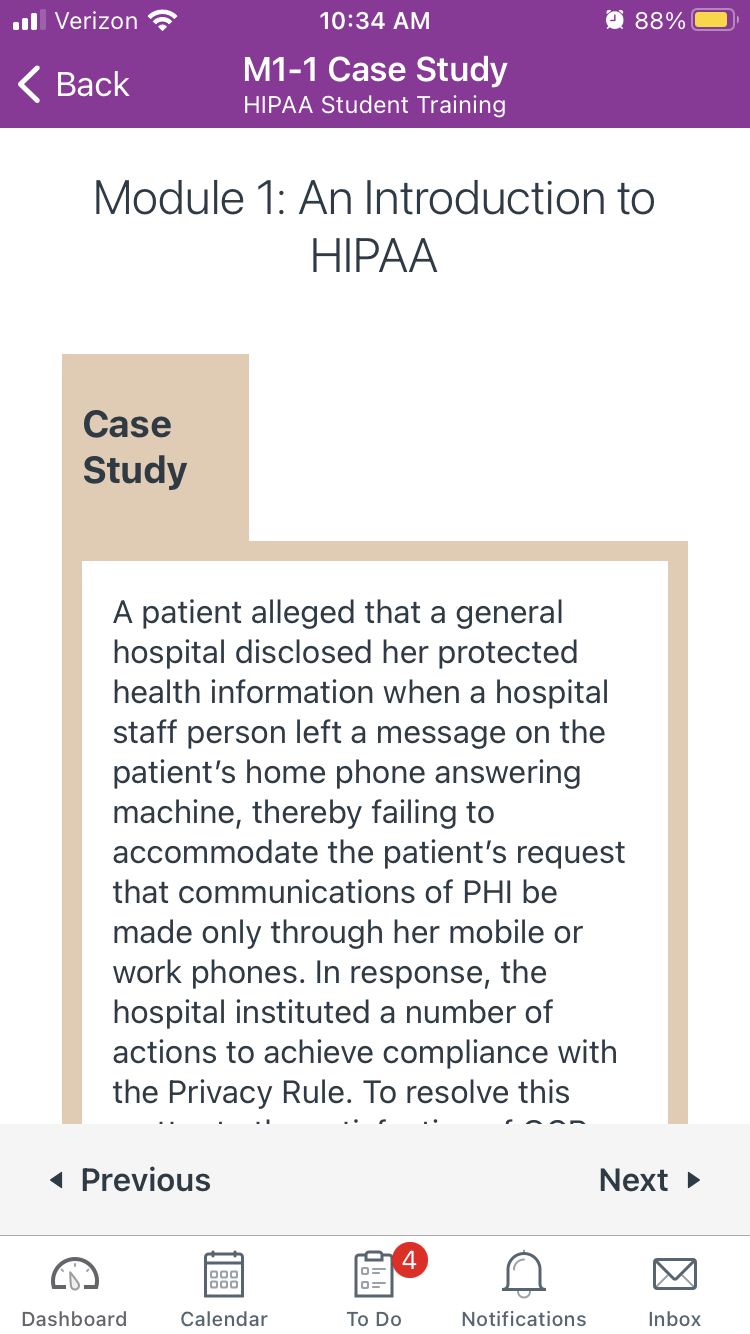 Verizon 10:34 AM 88%
Back
M1-1 Case Study
HIPAA Student Training
Module 1: An Introduction to
HIPAA
Case
Study
A patient alleged that a general
hospital disclosed her protected
health information when a hospital
staff person left a message on the
patient’s home phone answering
machine, thereby failing to
accommodate the patient’s request
that communications of PHI be
made only through her mobile or
work phones. In response, the
hospital instituted a number of
actions to achieve compliance with
the Privacy Rule. To resolve this
Previous Next
4
Dashboard Calendar To Do Notifications Inbox